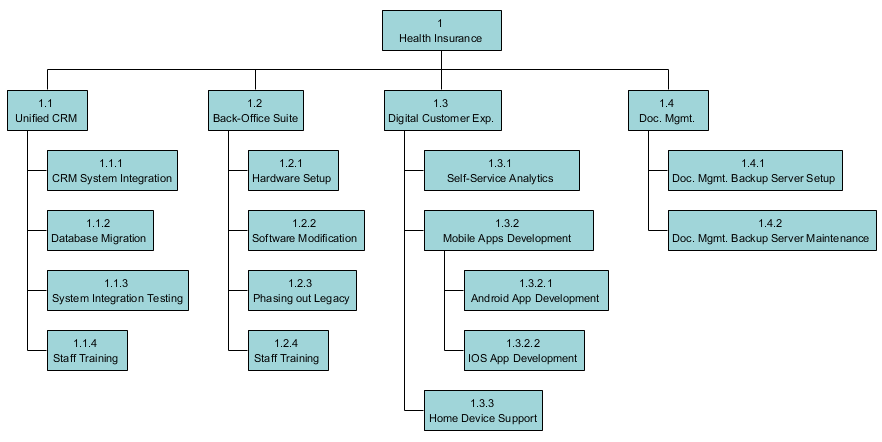 1
Health Insurance
1.1
Unified CRM
1.1.1
CRM System Integration
1.1.2
Database Migration
1.1.3
System Integration Testing
1.1.4
Staff Training
1.2
Back-Office Suite
1.2.1
Hardware Setup
1.2.2
Software Modification
1.2.3
Phasing out Legacy
1.2.4
Staff Training
1.3
Digital Customer Exp.
1.3.1
Self-Service Analytics
1.3.2
Mobile Apps Development
1.3.2.1
Android App Development
1.3.2.2
IOS App Development
1.3.3
Home Device Support
1.4
Doc. Mgmt.
1.4.1
Doc. Mgmt. Backup Server Setup
1.4.2
Doc. Mgmt. Backup Server Maintenance